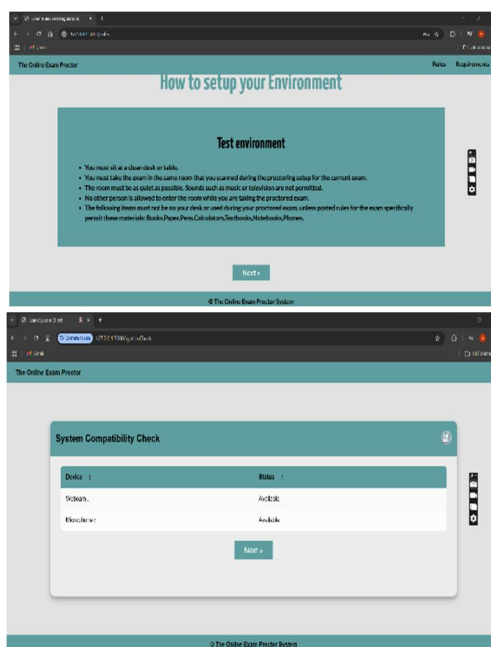 The Online Exam Proctor
Rules Requirements
How to setup your Environment
Test environment
• You must sit at a clean desk or table.
• You must take the exam in the same room that you scanned during the proctoring setup for the current exam.
• The room must be as quiet as possible. Sounds such as music or television are not permitted.
• No other person is allowed to enter the room while you are taking the proctored exam.
• The following items must not be on your desk or used during your proctored exam, unless posted rules for the exam specifically
permit these materials: Books,Paper,Pens,Calculators,Textbooks,Notebooks,Phones.
Next »
© The Online Exam Proctor System
The Online Exam Proctor
System Compatibility Check
Device : Status :
Webcam : Available
Microphone : Available
Next »
© The Online Exam Proctor System